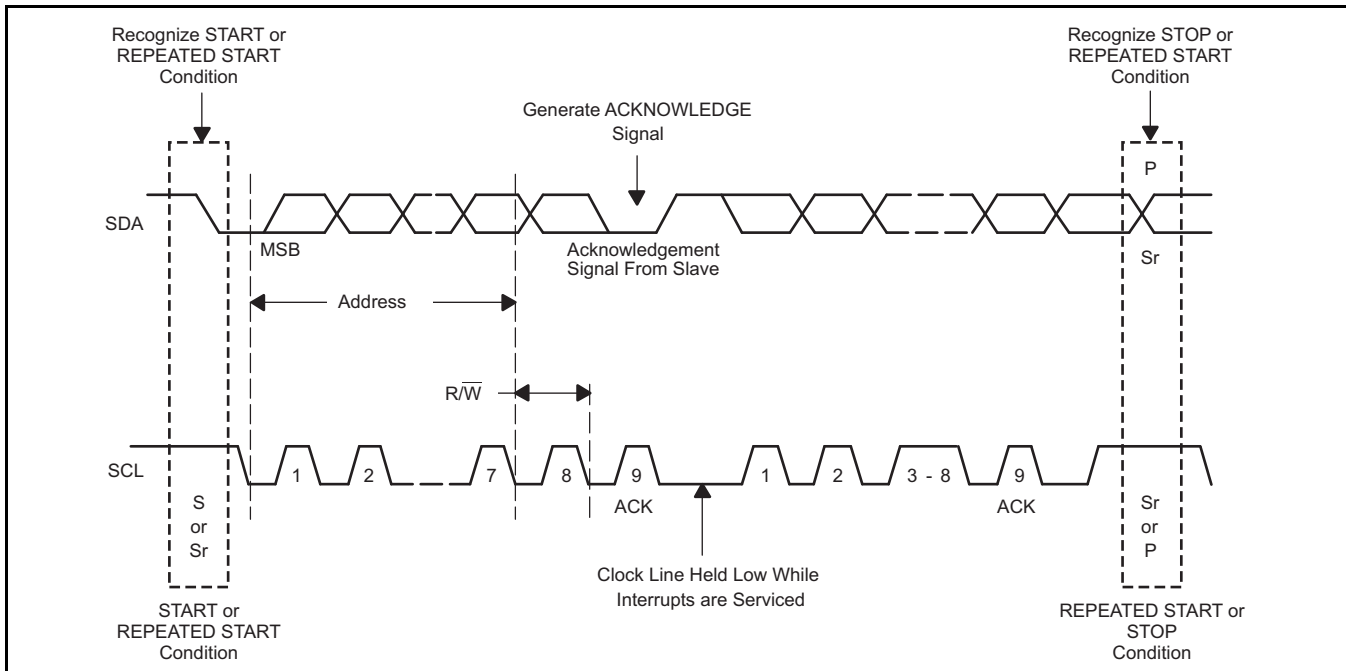 Recognize START or
REPEATED START
Condition
Recognize STOP or
REPEATED START
Condition
Generate ACKNOWLEDGE
Signal
P
SDA
MSB
Acknowledgement
Signal From Slave
Sr
Address
R/W̅
SCL
1
2
7
8
9
1
2
3 - 8
9
ACK
ACK
S
or
Sr
Sr
or
P
Clock Line Held Low While
Interrupts are Serviced
START or
REPEATED START
Condition
REPEATED START or
STOP
Condition